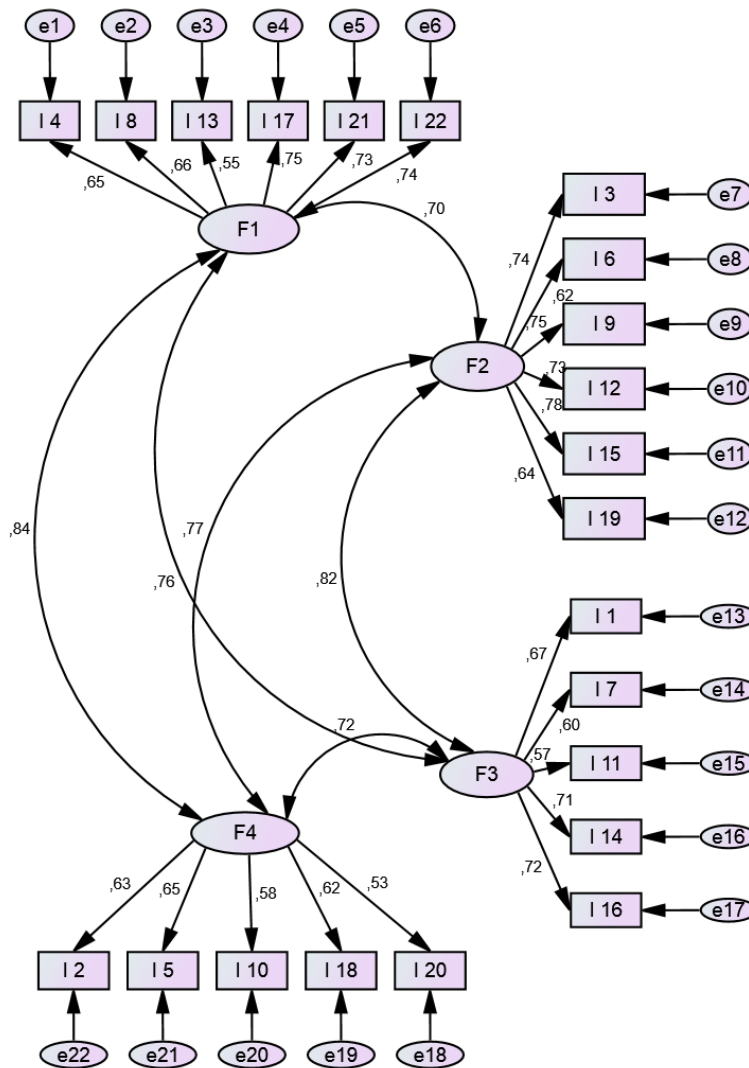 e1 e2 e3 e4 e5 e6
I 4 I 8 I 13 I 17 I 21 I 22
,65 ,66 ,55 ,75 ,73 ,74
F1
,70
I 3 e7
,74
I 6 e8
,62
I 9 e9
,75
F2
I 12 e10
,73
,78
I 15 e11
,64
I 19 e12
,84
,77
,76
,82
I 1 e13
,67
I 7 e14
,60
,72
F3
,57
I 11 e15
,71
I 14 e16
,72
I 16 e17
F4
,63 ,65 ,58 ,62 ,53
I 2 I 5 I 10 I 18 I 20
e22 e21 e20 e19 e18